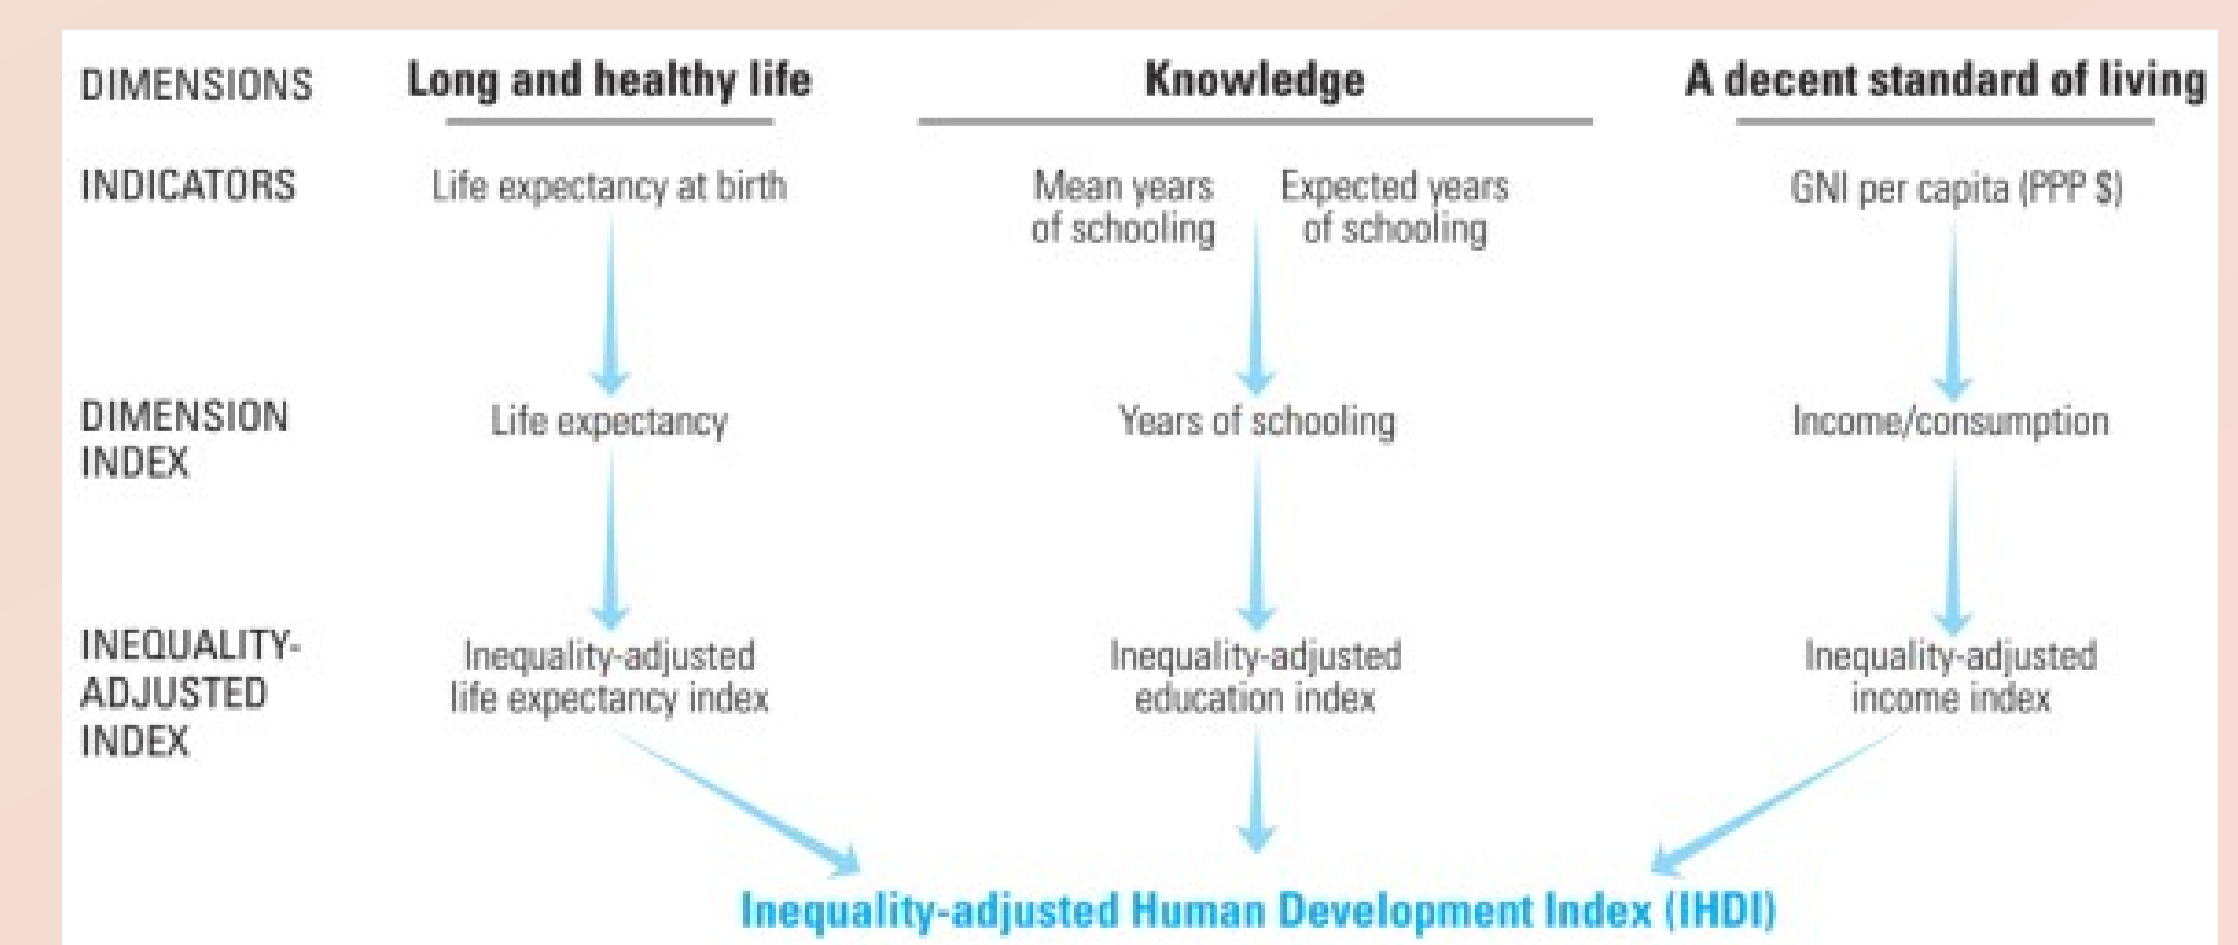 DIMENSIONS
Long and healthy life
Knowledge
A decent standard of living
INDICATORS
Life expectancy at birth
Mean years
of schooling
Expected years
of schooling
GNI per capita (PPP $)
DIMENSION
INDEX
Life expectancy
Years of schooling
Income/consumption
INEQUALITY-
ADJUSTED
INDEX
Inequality-adjusted
life expectancy index
Inequality-adjusted
education index
Inequality-adjusted
income index
Inequality-adjusted Human Development Index (IHDI)